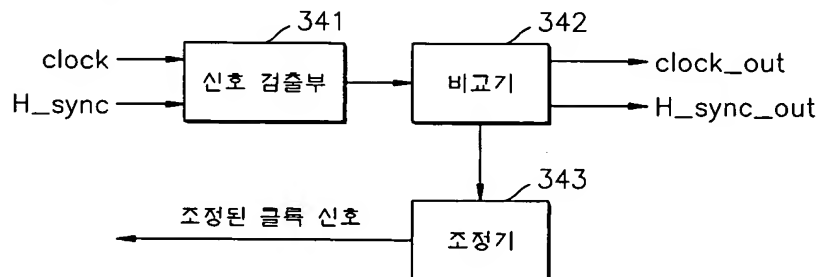 341
342
clock
신호 검출부
비교기
clock_out
H_sync
H_sync_out
343
조정된 클록 신호
조정기